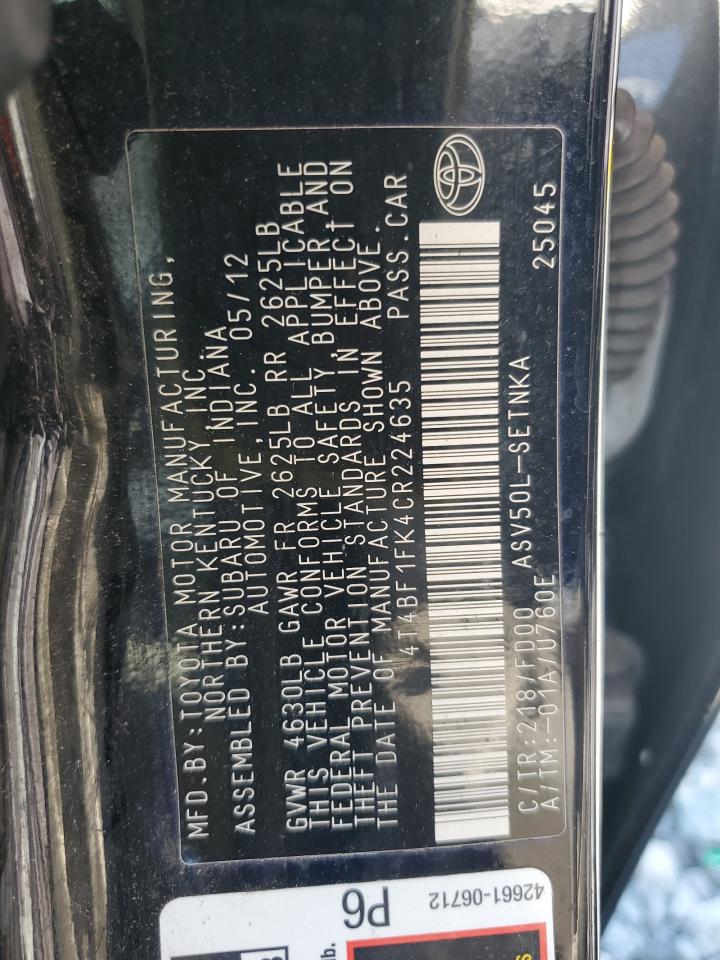 MFD.BY:TOYOTA MOTOR MANUFACTURING,
NORTHERN KENTUCKY INC.
ASSEMBLED BY:SUBARU OF INDIANA
AUTOMOTIVE,INC. 05/12
GVWR 4630LB GAWR FR 2625LB RR 2625LB
THIS VEHICLE CONFORMS TO ALL APPLICABLE
FEDERAL MOTOR VEHICLE SAFETY,BUMPER,AND
THEFT PREVENTION STANDARDS IN EFFECT ON
THE DATE OF MANUFACTURE SHOWN ABOVE.
4T4BF1FK4CR224635 PASS.CAR
C/TR:218/FD00 ASV50L-SETNKA 25045
A/TM:-01A/U760E
42661-06712
P6
lb.